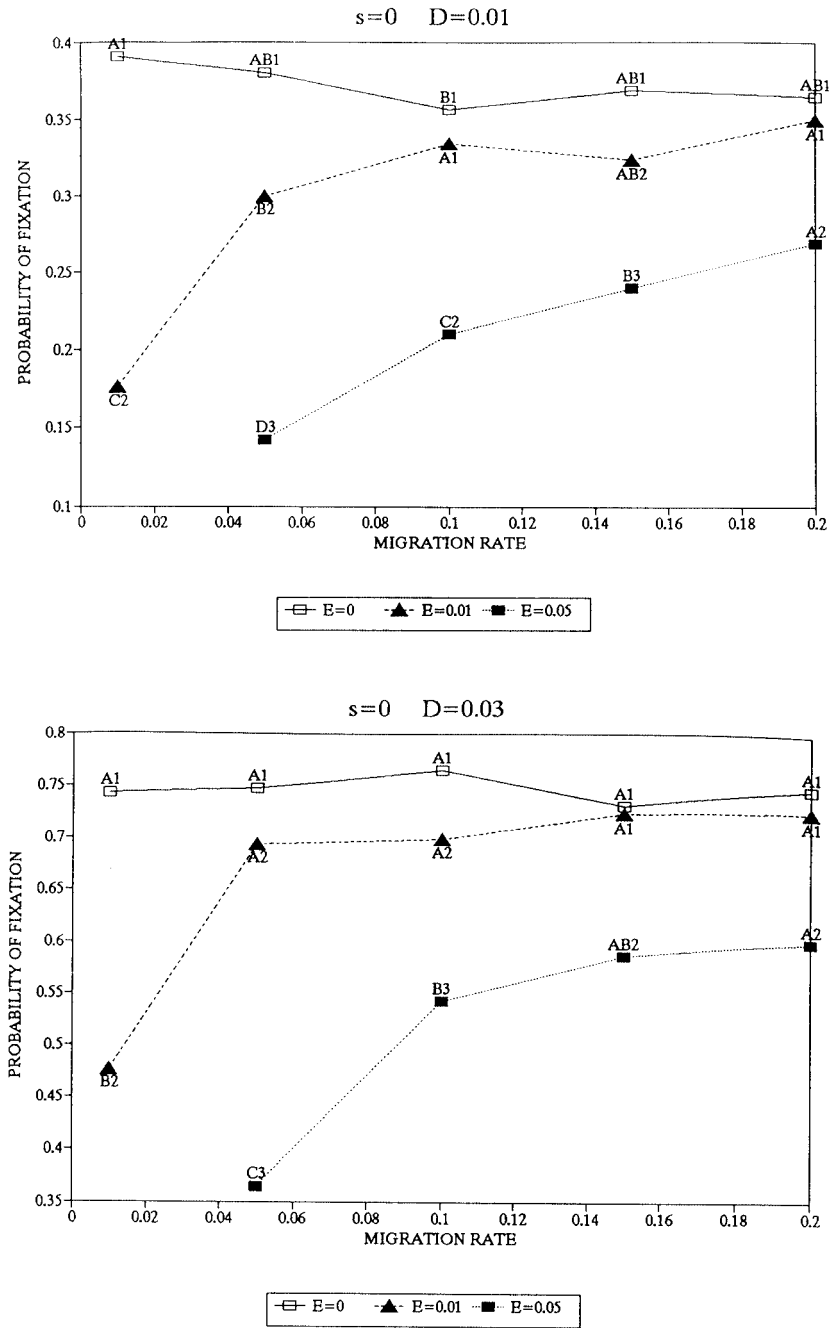 s=0 D=0.01
0.4
0.35
0.3
0.25
0.2
0.15
0.1
PROBABILITY OF FIXATION
A1
AB1
B1
AB1
AB1
C2
B2
A1
AB2
A1
D3
C2
B3
A2
0 0.02 0.04 0.06 0.08 0.1 0.12 0.14 0.16 0.18 0.2
MIGRATION RATE
E=0 E=0.01 E=0.05
s=0 D=0.03
0.8
0.75
0.7
0.65
0.6
0.55
0.5
0.45
0.4
0.35
PROBABILITY OF FIXATION
A1
A1
A1
A1
A1
B2
A2
A2
A1
A1
C3
B3
AB2
A2
0 0.02 0.04 0.06 0.08 0.1 0.12 0.14 0.16 0.18 0.2
MIGRATION RATE
E=0 E=0.01 E=0.05